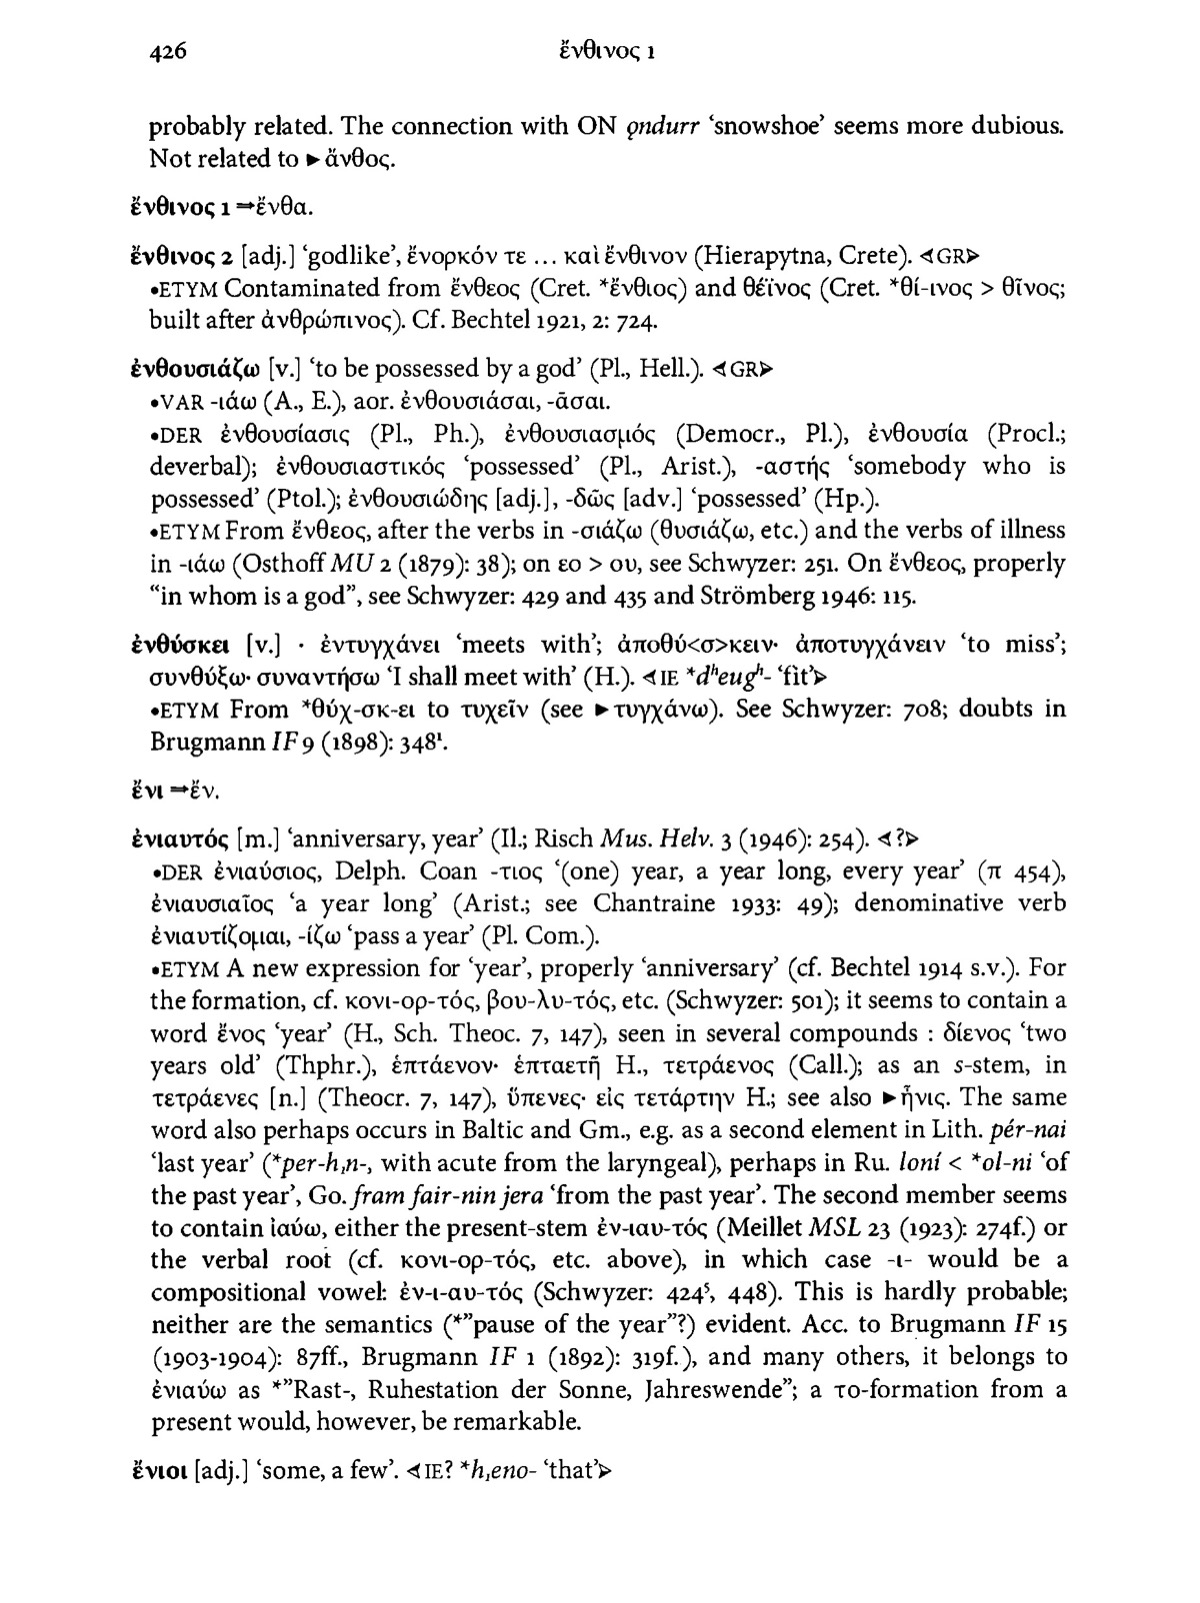 426 ἔνθινος 1
probably related. The connection with ON ǫndurr ‘snowshoe’ seems more dubious.
Not related to ►ἄνθος.
ἔνθινος 1 ⇒ἔνθα.
ἔνθινος 2 [adj.] ‘godlike’, ἔνορκόν τε ... καὶ ἔνθινον (Hierapytna, Crete). ◄GR►
•ETYM Contaminated from ἔνθεος (Cret. *ἔνθιος) and θέϊνος (Cret. *θί-ινος > θῖνος;
built after ἀνθρώπινος). Cf. Bechtel 1921, 2: 724.
ἐνθουσιάζω [v.] ‘to be possessed by a god’ (Pl., Hell.). ◄GR►
•VAR -ιάω (A., E.), aor. ἐνθουσιάσαι, -ᾶσαι.
•DER ἐνθουσίασις (Pl., Ph.), ἐνθουσιασμός (Democr., Pl.), ἐνθουσία (Procl.;
deverbal); ἐνθουσιαστικός ‘possessed’ (Pl., Arist.), -αστής ‘somebody who is
possessed’ (Ptol.); ἐνθουσιώδης [adj.], -δῶς [adv.] ‘possessed’ (Hp.).
•ETYM From ἔνθεος, after the verbs in -σιάζω (θυσιάζω, etc.) and the verbs of illness
in -ιάω (Osthoff MU 2 (1879): 38); on εο > ου, see Schwyzer: 251. On ἔνθεος, properly
“in whom is a god”, see Schwyzer: 429 and 435 and Strömberg 1946: 115.
ἐνθύσκει [v.] · ἐντυγχάνει ‘meets with’; ἀποθύ<σ>κειν· ἀποτυγχάνειν ‘to miss’;
συνθύξω· συναντήσω ‘I shall meet with’ (H.). ◄IE *dʰeugʰ- ‘fit’►
•ETYM From *θύχ-σκ-ει to τυχεῖν (see ►τυγχάνω). See Schwyzer: 708; doubts in
Brugmann IF 9 (1898): 348¹.
ἔνι ⇒ἔν.
ἐνιαυτός [m.] ‘anniversary, year’ (Il.; Risch Mus. Helv. 3 (1946): 254). ◄?►
•DER ἐνιαύσιος, Delph. Coan -τιος ‘(one) year, a year long, every year’ (π 454),
ἐνιαυσιαῖος ‘a year long’ (Arist.; see Chantraine 1933: 49); denominative verb
ἐνιαυτίζομαι, -ίζω ‘pass a year’ (Pl. Com.).
•ETYM A new expression for ‘year’, properly ‘anniversary’ (cf. Bechtel 1914 s.v.). For
the formation, cf. κονι-ορ-τός, βου-λυ-τός, etc. (Schwyzer: 501); it seems to contain a
word ἔνος ‘year’ (H., Sch. Theoc. 7, 147), seen in several compounds : δίενος ‘two
years old’ (Thphr.), ἑπτάενον· ἑπταετῆ H., τετράενος (Call.); as an s-stem, in
τετράενες [n.] (Theocr. 7, 147), ὕπενες· εἰς τετάρτην H.; see also ►ἦνις. The same
word also perhaps occurs in Baltic and Gm., e.g. as a second element in Lith. pér-nai
‘last year’ (*per-h₁n-, with acute from the laryngeal), perhaps in Ru. loní < *ol-ni ‘of
the past year’, Go. fram fair-nin jera ‘from the past year’. The second member seems
to contain ἰαύω, either the present-stem ἐν-ιαυ-τός (Meillet MSL 23 (1923): 274f.) or
the verbal root (cf. κονι-ορ-τός, etc. above), in which case -ι- would be a
compositional vowel: ἐν-ι-αυ-τός (Schwyzer: 424⁵, 448). This is hardly probable;
neither are the semantics (*”pause of the year”?) evident. Acc. to Brugmann IF 15
(1903-1904): 87ff., Brugmann IF 1 (1892): 319f.), and many others, it belongs to
ἐνιαύω as *”Rast-, Ruhestation der Sonne, Jahreswende”; a το-formation from a
present would, however, be remarkable.
ἔνιοι [adj.] ‘some, a few’. ◄IE? *h₁eno- ‘that’►